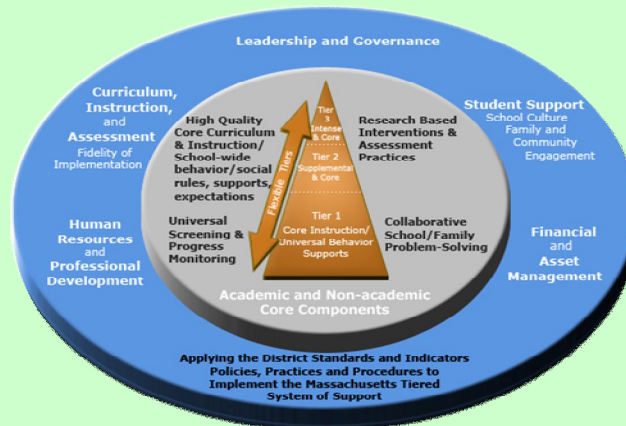 Leadership and Governance
Curriculum,
Instruction,
and
Assessment
Fidelity of
Implementation
Student Support
School Culture
Family and
Community
Engagement
High Quality
Core Curriculum
& Instruction/
School-wide
behavior/social
rules, supports,
expectations
Flexible Tiers
Tier
3
Intense
& Core
Tier 2
Supplemental
& Core
Tier 1
Core Instruction/
Universal Behavior
Supports
Research Based
Interventions &
Assessment
Practices
Universal
Screening &
Progress
Monitoring
Collaborative
School/Family
Problem-Solving
Human
Resources
and
Professional
Development
Financial
and
Asset
Management
Academic and Non-academic
Core Components
Applying the District Standards and Indicators
Policies, Practices and Procedures to
Implement the Massachusetts Tiered
System of Support